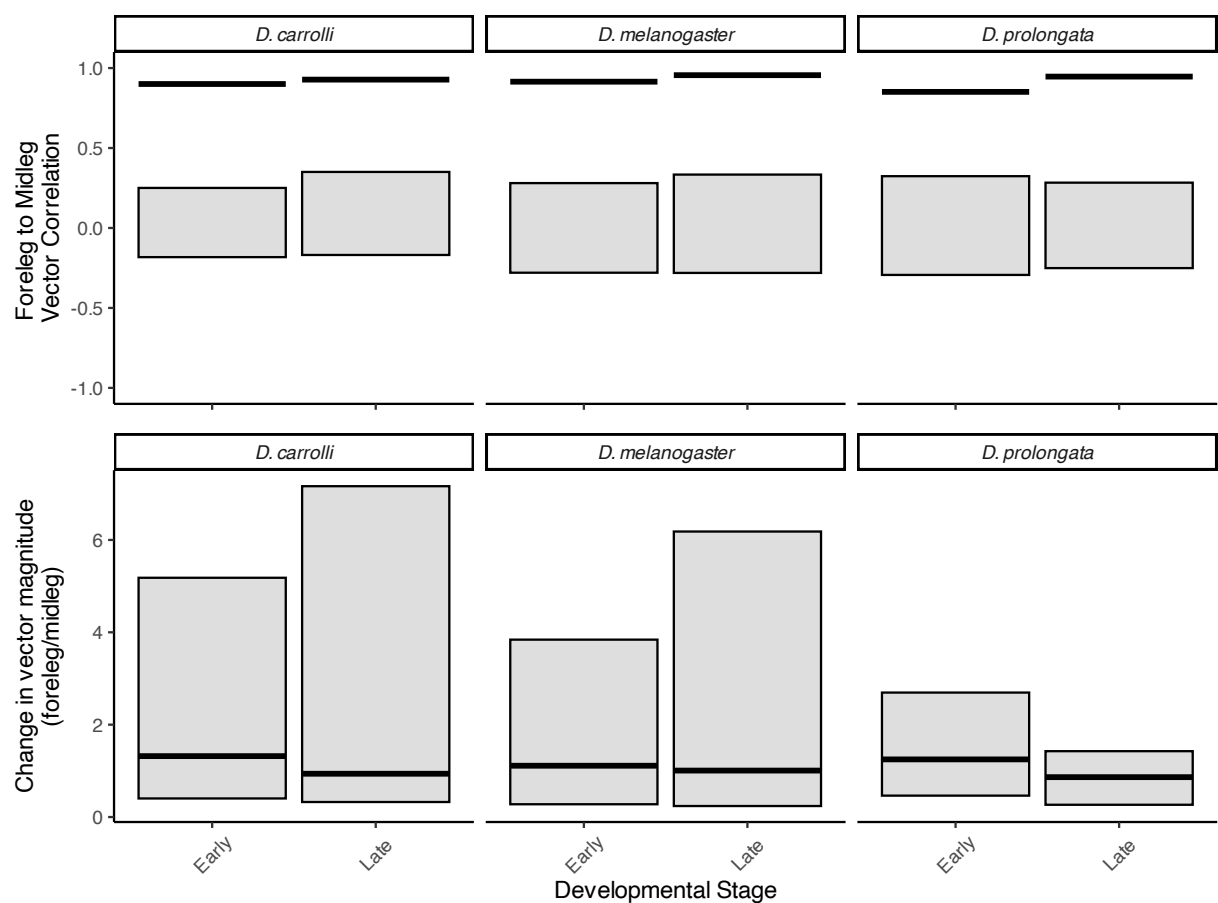 D. carrolli
D. melanogaster
D. prolongata
Foreleg to Midleg
Vector Correlation
1.0
0.5
0.0
-0.5
-1.0
D. carrolli
D. melanogaster
D. prolongata
Change in vector magnitude
(foreleg/midleg)
6
4
2
0
Early
Late
Early
Late
Early
Late
Developmental Stage